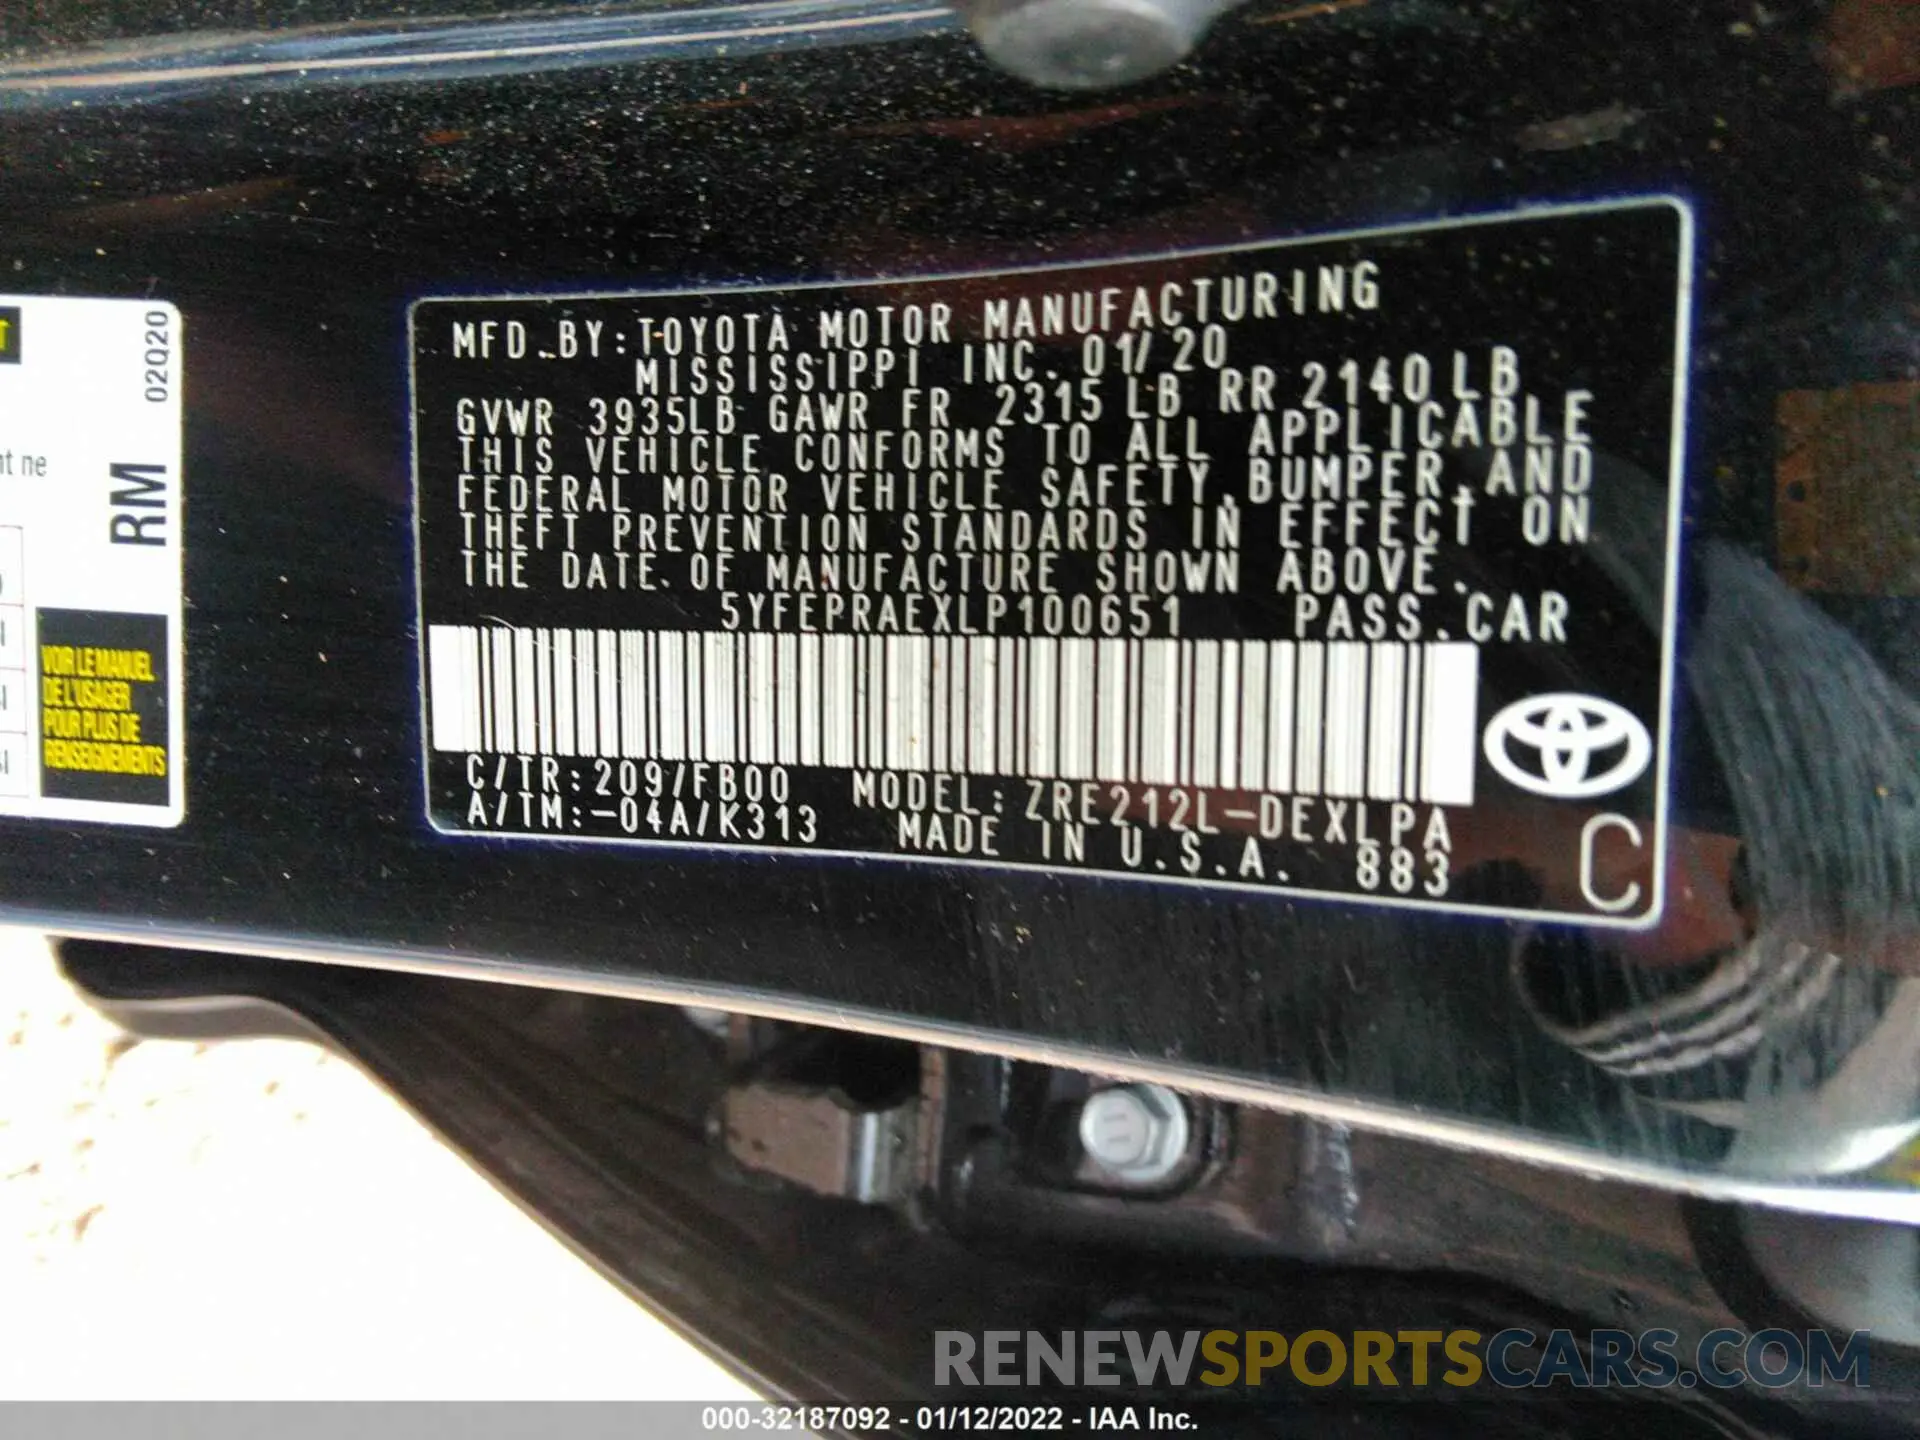 MFD. BY: TOYOTA MOTOR MANUFACTURING
MISSISSIPPI INC. 01/20
GVWR 3935LB GAWR FR 2315 LB RR 2140 LB
THIS VEHICLE CONFORMS TO ALL APPLICABLE
FEDERAL MOTOR VEHICLE SAFETY, BUMPER, AND
THEFT PREVENTION STANDARDS IN EFFECT ON
THE DATE OF MANUFACTURE SHOWN ABOVE.
5YFEPRAEXLP100651 PASS. CAR
C/TR: 209/FB00 MODEL: ZRE212L-DEXLPA
A/TM:-04A/K313 MADE IN U.S.A. 883
C
02Q20
RM
ne
VOIR LE MANUEL
DE L'USAGER
POUR PLUS DE
RENSEIGNEMENTS
RENEWSPORTSCARS.COM
000-32187092 - 01/12/2022 - IAA Inc.